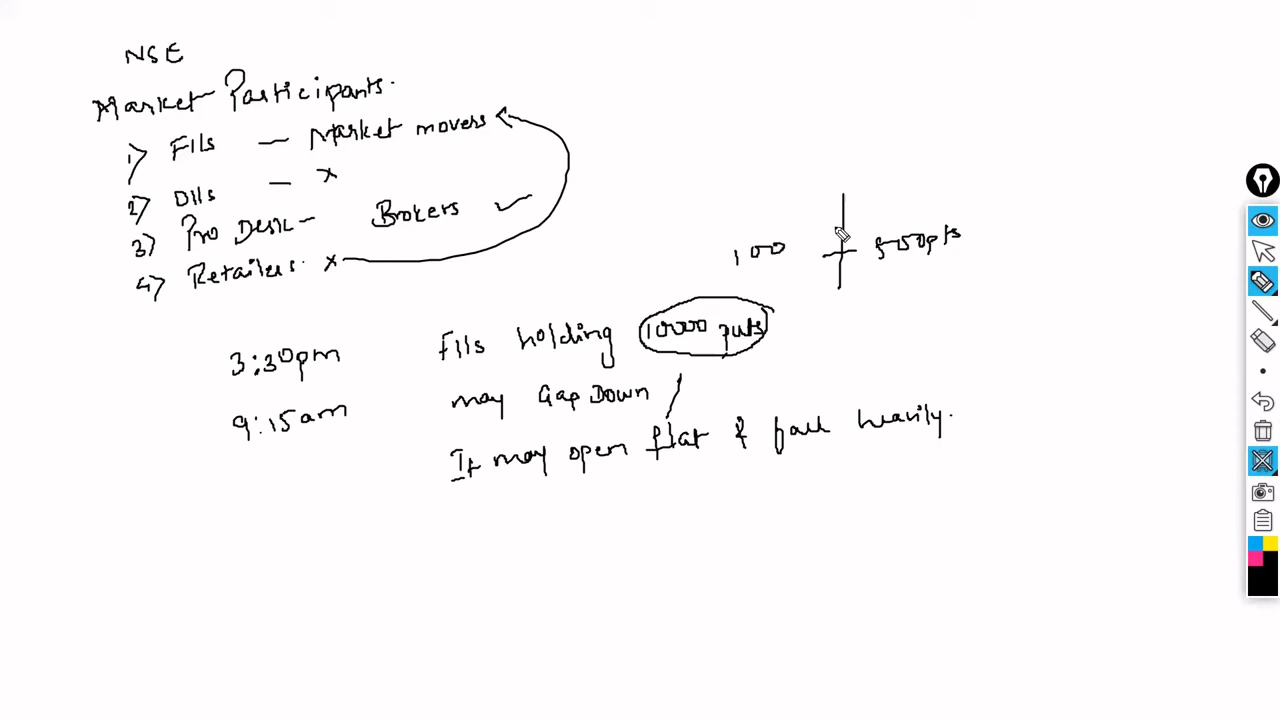 NSE
Market Participants.
1) FIIs — Market movers
2) DIIs — x
3) Pro Desk — Brokers ✓
4) Retailers. x
100
3:30pm FIIs holding 10000 puts
9:15am may Gap Down
It may open flat & fall heavily.